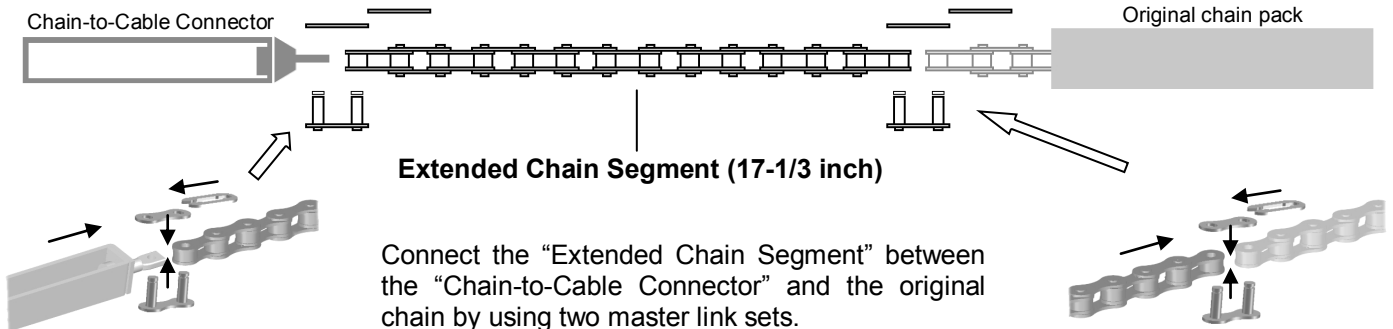 Chain-to-Cable Connector
Original chain pack
Extended Chain Segment (17-1/3 inch)
Connect the “Extended Chain Segment” between
the “Chain-to-Cable Connector” and the original
chain by using two master link sets.